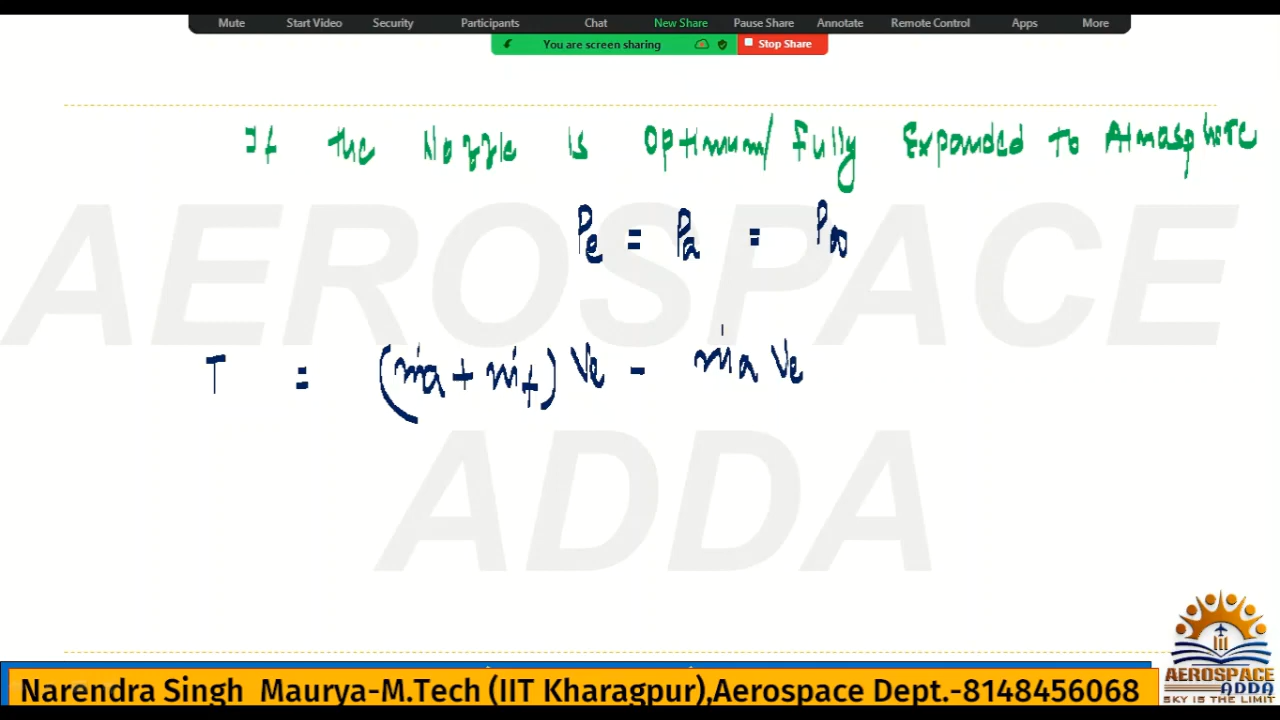 Mute Start Video Security Participants Chat New Share Pause Share Annotate Remote Control Apps More
You are screen sharing Stop Share
If the Nozzle is Optimum/fully Expanded to Atmosphere
Pe = Pa = P∞
T = (ṁa + ṁf) Ve - ṁa Ve
AEROSPACE
ADDA
AEROSPACE
ADDA
SKY IS THE LIMIT
Narendra Singh Maurya-M.Tech (IIT Kharagpur),Aerospace Dept.-8148456068